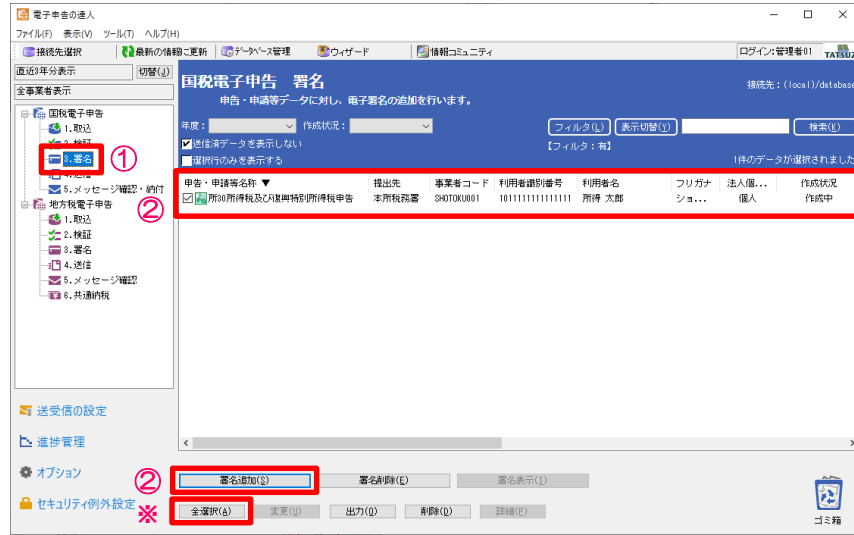 電子申告の達人
ファイル(F) 表示(V) ツール(T) ヘルプ(H)
接続先選択 最新の情報に更新 データベース管理 ウィザード 情報コミュニティ ログイン:管理者01 TATSUZ
直近3年分表示 切替(J)
全事業者表示
国税電子申告
1.取込
2.検証
3.署名
4.送信
5.メッセージ確認・納付
地方税電子申告
1.取込
2.検証
3.署名
4.送信
5.メッセージ確認
6.共通納税
①
②
国税電子申告 署名
接続先:(local)/database
申告・申請等データに対し、電子署名の追加を行います。
年度: 作成状況: フィルタ(L) 表示切替(Y) 検索(K)
送信済データを表示しない 【フィルタ:有】
選択行のみを表示する 1件のデータが選択されました
申告・申請等名称 ▼ 提出先 事業者コード 利用者識別番号 利用者名 フリガナ 法人個... 作成状況
所30所得税及び復興特別所得税申告 本所税務署 SHOTOKU001 1011111111111111 所得 太郎 ショ... 個人 作成中
送受信の設定
進捗管理
オプション
セキュリティ例外設定
②
※
署名追加(S) 署名削除(E) 署名表示(I)
全選択(A) 変更(U) 出力(O) 削除(D) 詳細(P)
ゴミ箱